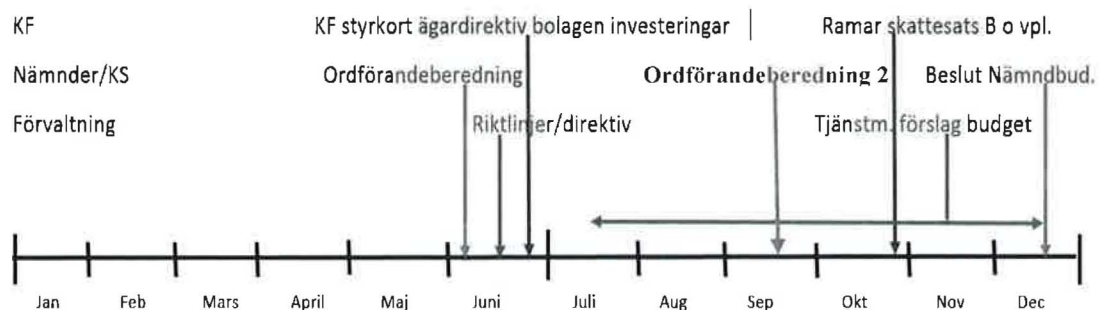 KF KF styrkort ägardirektiv bolagen investeringar Ramar skattesats B o vpl.
Nämnder/KS Ordförandeberedning Ordförandeberedning 2 Beslut Nämndbud.
Förvaltning Riktlinjer/direktiv Tjänstm. förslag budget
Jan Feb Mars April Maj Juni Juli Aug Sep Okt Nov Dec